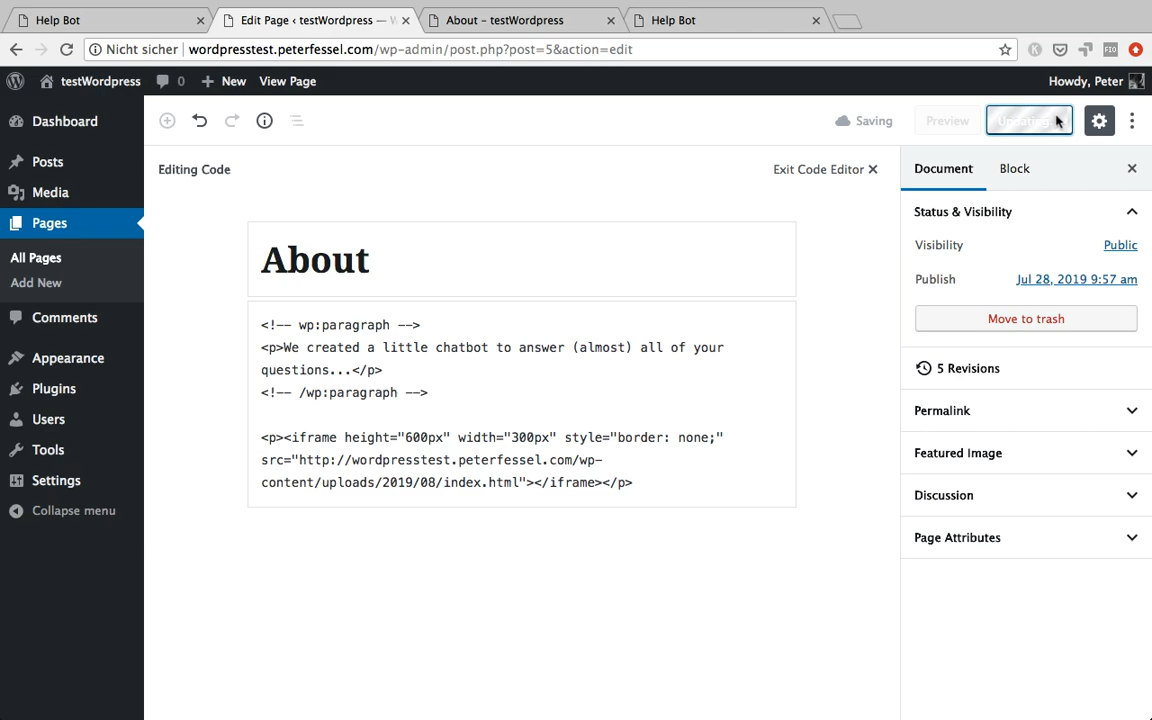 Help Bot
Edit Page ‹ testWordpress —
About – testWordpress
Help Bot
Nicht sicher wordpresstest.peterfessel.com/wp-admin/post.php?post=5&action=edit
testWordpress 0 New View Page Howdy, Peter
Saving Preview
Dashboard
Posts
Media
Pages
All Pages
Add New
Comments
Appearance
Plugins
Users
Tools
Settings
Collapse menu
Editing Code Exit Code Editor
About
<!-- wp:paragraph -->
<p>We created a little chatbot to answer (almost) all of your
questions...</p>
<!-- /wp:paragraph -->
<p><iframe height="600px" width="300px" style="border: none;"
src="http://wordpresstest.peterfessel.com/wp-
content/uploads/2019/08/index.html"></iframe></p>
Document Block
Status & Visibility
Visibility Public
Publish Jul 28, 2019 9:57 am
Move to trash
5 Revisions
Permalink
Featured Image
Discussion
Page Attributes